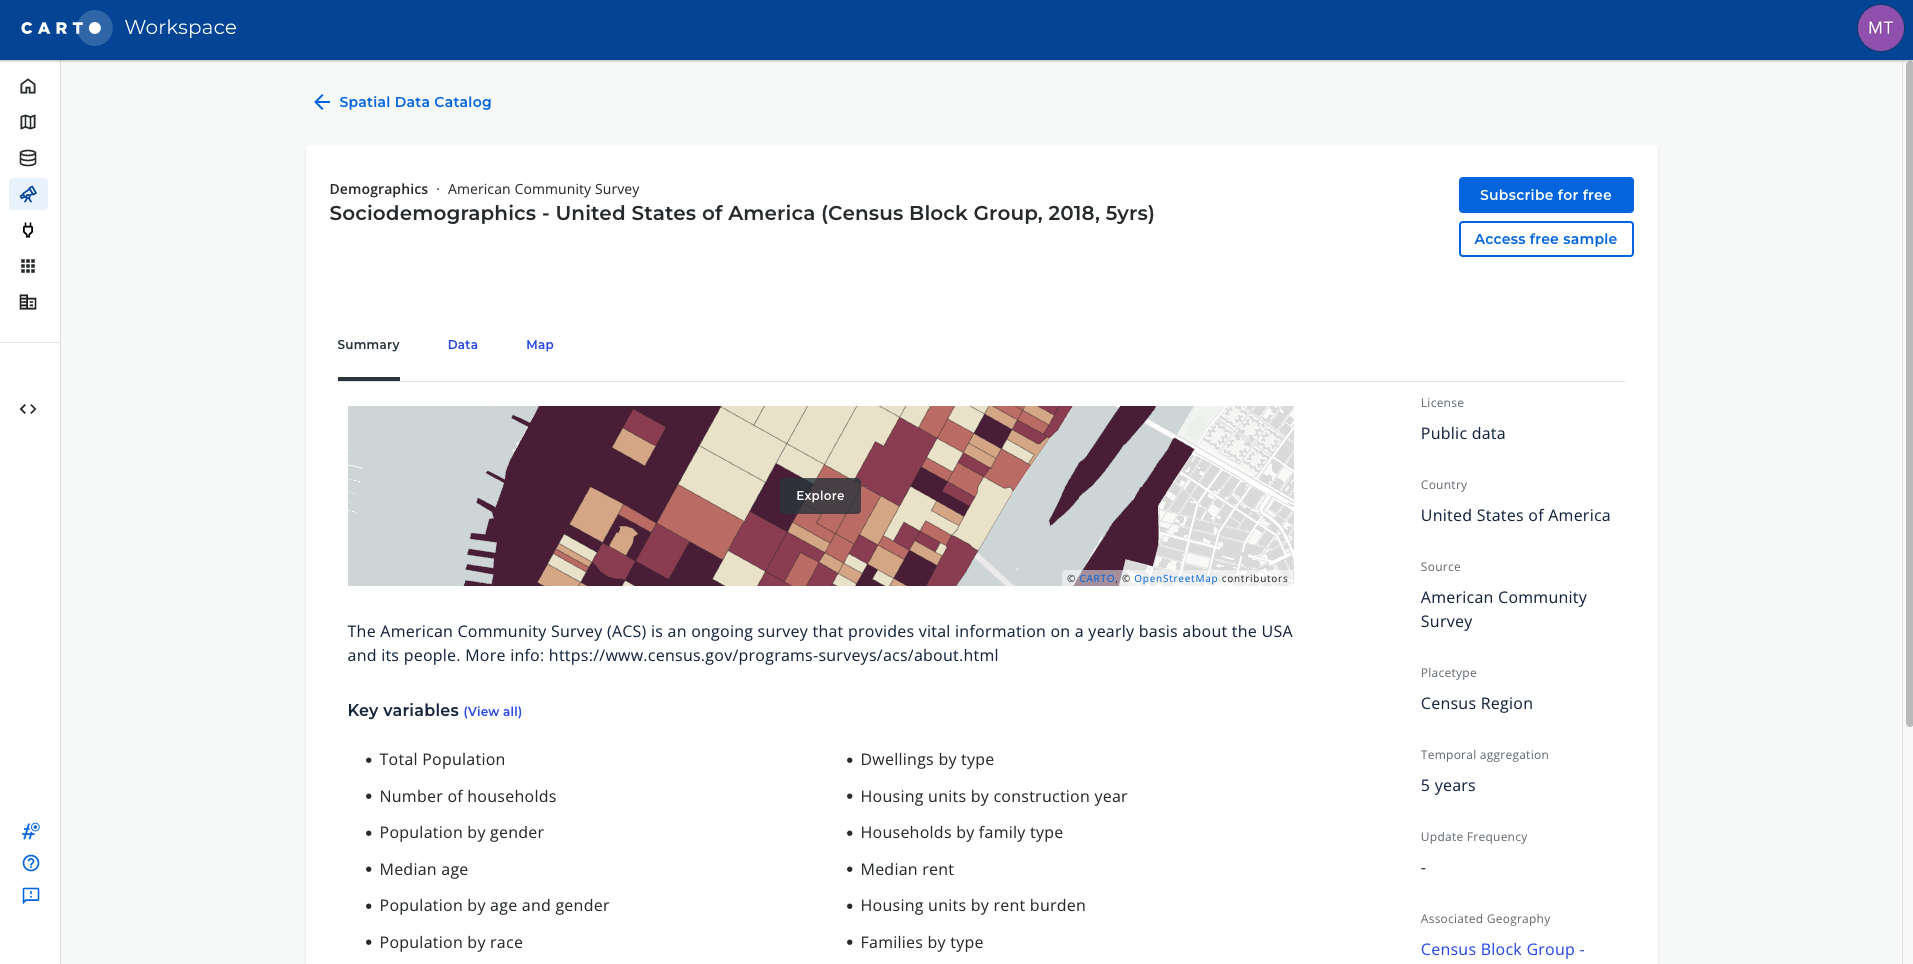 CARTO Workspace
MT
Spatial Data Catalog
Demographics · American Community Survey
Sociodemographics - United States of America (Census Block Group, 2018, 5yrs)
Subscribe for free
Access free sample
Summary
Data
Map
Explore
© CARTO, © OpenStreetMap contributors
The American Community Survey (ACS) is an ongoing survey that provides vital information on a yearly basis about the USA
and its people. More info: https://www.census.gov/programs-surveys/acs/about.html
Key variables (View all)
• Total Population
• Number of households
• Population by gender
• Median age
• Population by age and gender
• Population by race
• Dwellings by type
• Housing units by construction year
• Households by family type
• Median rent
• Housing units by rent burden
• Families by type
License
Public data
Country
United States of America
Source
American Community
Survey
Placetype
Census Region
Temporal aggregation
5 years
Update Frequency
-
Associated Geography
Census Block Group -